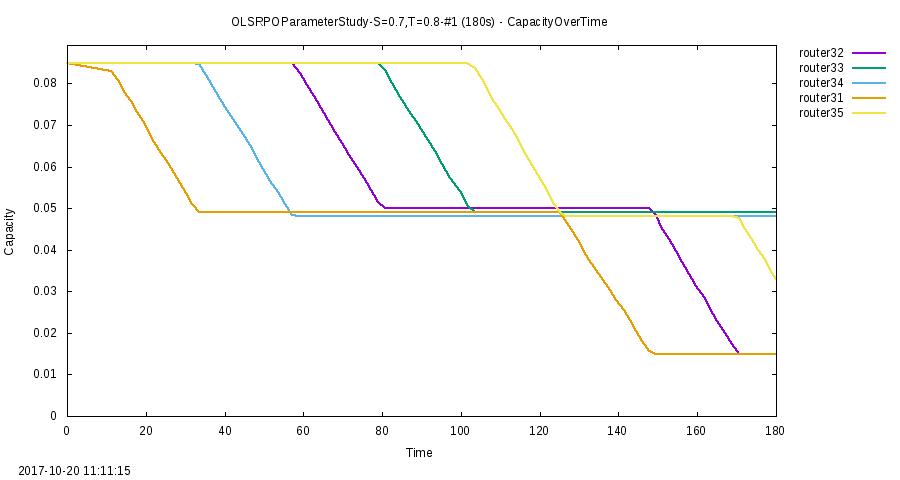 OLSRPOParameterStudy-S=0.7,T=0.8-#1 (180s) - CapacityOverTime
router32
router33
router34
router31
router35
0.08
0.07
0.06
0.05
0.04
0.03
0.02
0.01
0
Capacity
0 20 40 60 80 100 120 140 160 180
Time
2017-10-20 11:11:15